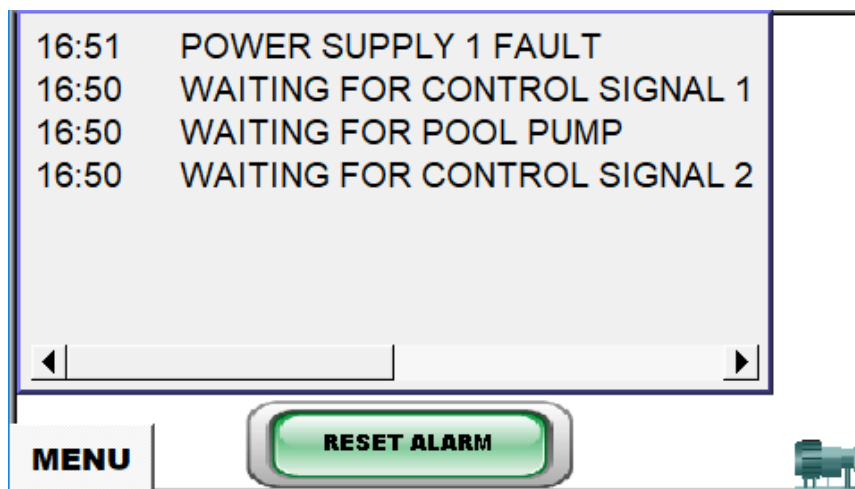 16:51 POWER SUPPLY 1 FAULT
16:50 WAITING FOR CONTROL SIGNAL 1
16:50 WAITING FOR POOL PUMP
16:50 WAITING FOR CONTROL SIGNAL 2
RESET ALARM
MENU